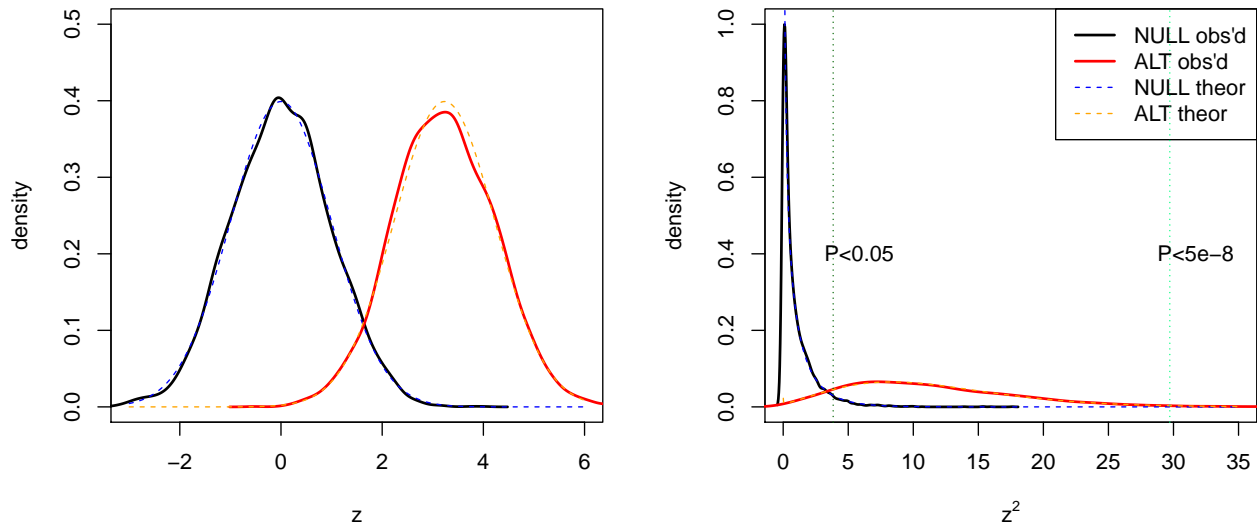 density
0.5
0.4
0.3
0.2
0.1
0.0
−2 0 2 4 6
z
density
1.0
0.8
0.6
0.4
0.2
0.0
0 5 10 15 20 25 30 35
z²
NULL obs'd
ALT obs'd
NULL theor
ALT theor
P<0.05
P<5e−8